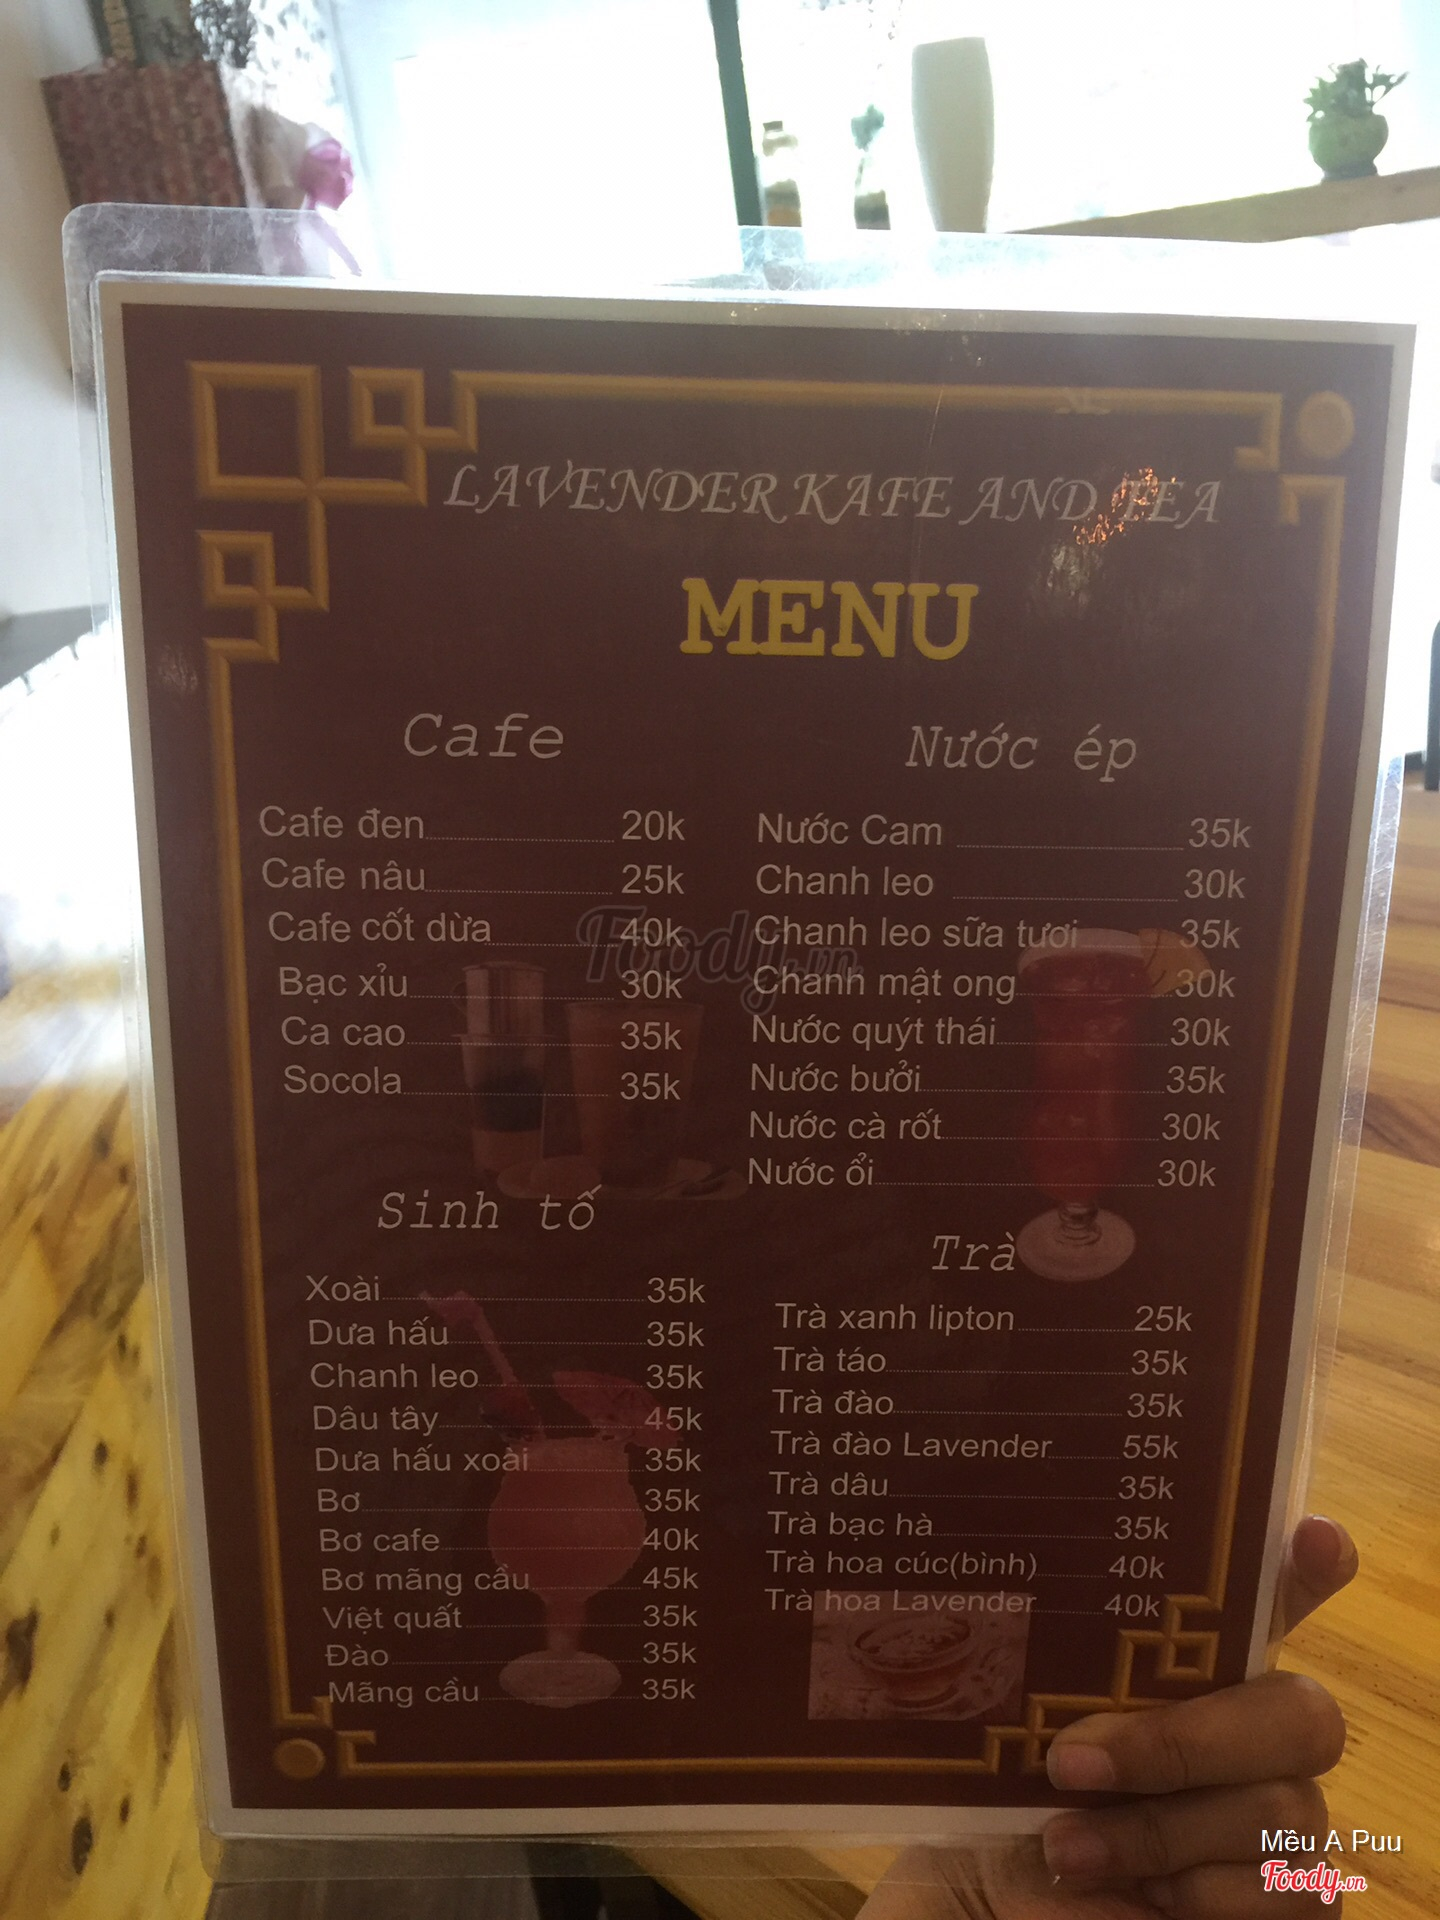 LAVENDER KAFE AND TEA
MENU
Cafe
Cafe đen 20k
Cafe nâu 25k
Cafe cốt dừa 40k
Bạc xỉu 30k
Ca cao 35k
Socola 35k
Sinh tố
Xoài 35k
Dưa hấu 35k
Chanh leo 35k
Dâu tây 45k
Dưa hấu xoài 35k
Bơ 35k
Bơ cafe 40k
Bơ mãng cầu 45k
Việt quất 35k
Đào 35k
Mãng cầu 35k
Nước ép
Nước Cam 35k
Chanh leo 30k
Chanh leo sữa tươi 35k
Chanh mật ong 30k
Nước quýt thái 30k
Nước bưởi 35k
Nước cà rốt 30k
Nước ổi 30k
Trà
Trà xanh lipton 25k
Trà táo 35k
Trà đào 35k
Trà đào Lavender 55k
Trà dâu 35k
Trà bạc hà 35k
Trà hoa cúc(bình) 40k
Trà hoa Lavender 40k
Foody.vn
Mều A Puu
Foody.vn